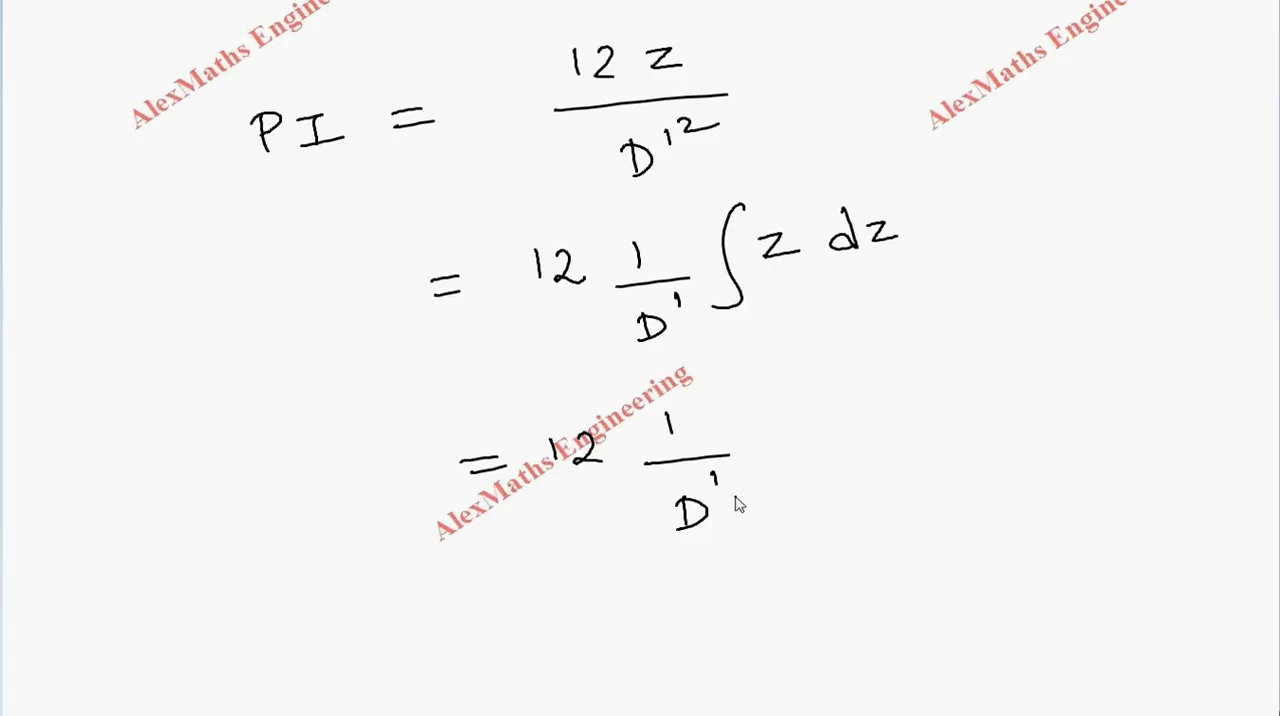 AlexMaths Engine
AlexMaths Engine
PI = 12 z / D'²
= 12 1/D' ∫ z dz
= 12 1/D'
AlexMaths Engineering